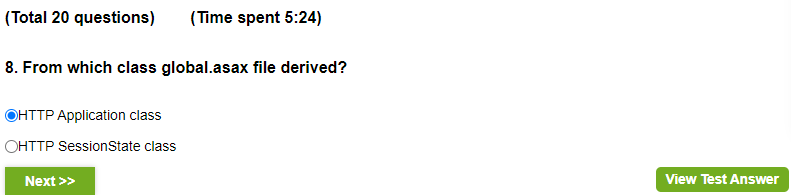 (Total 20 questions) (Time spent 5:24)
8. From which class global.asax file derived?
HTTP Application class
HTTP SessionState class
Next >> View Test Answer